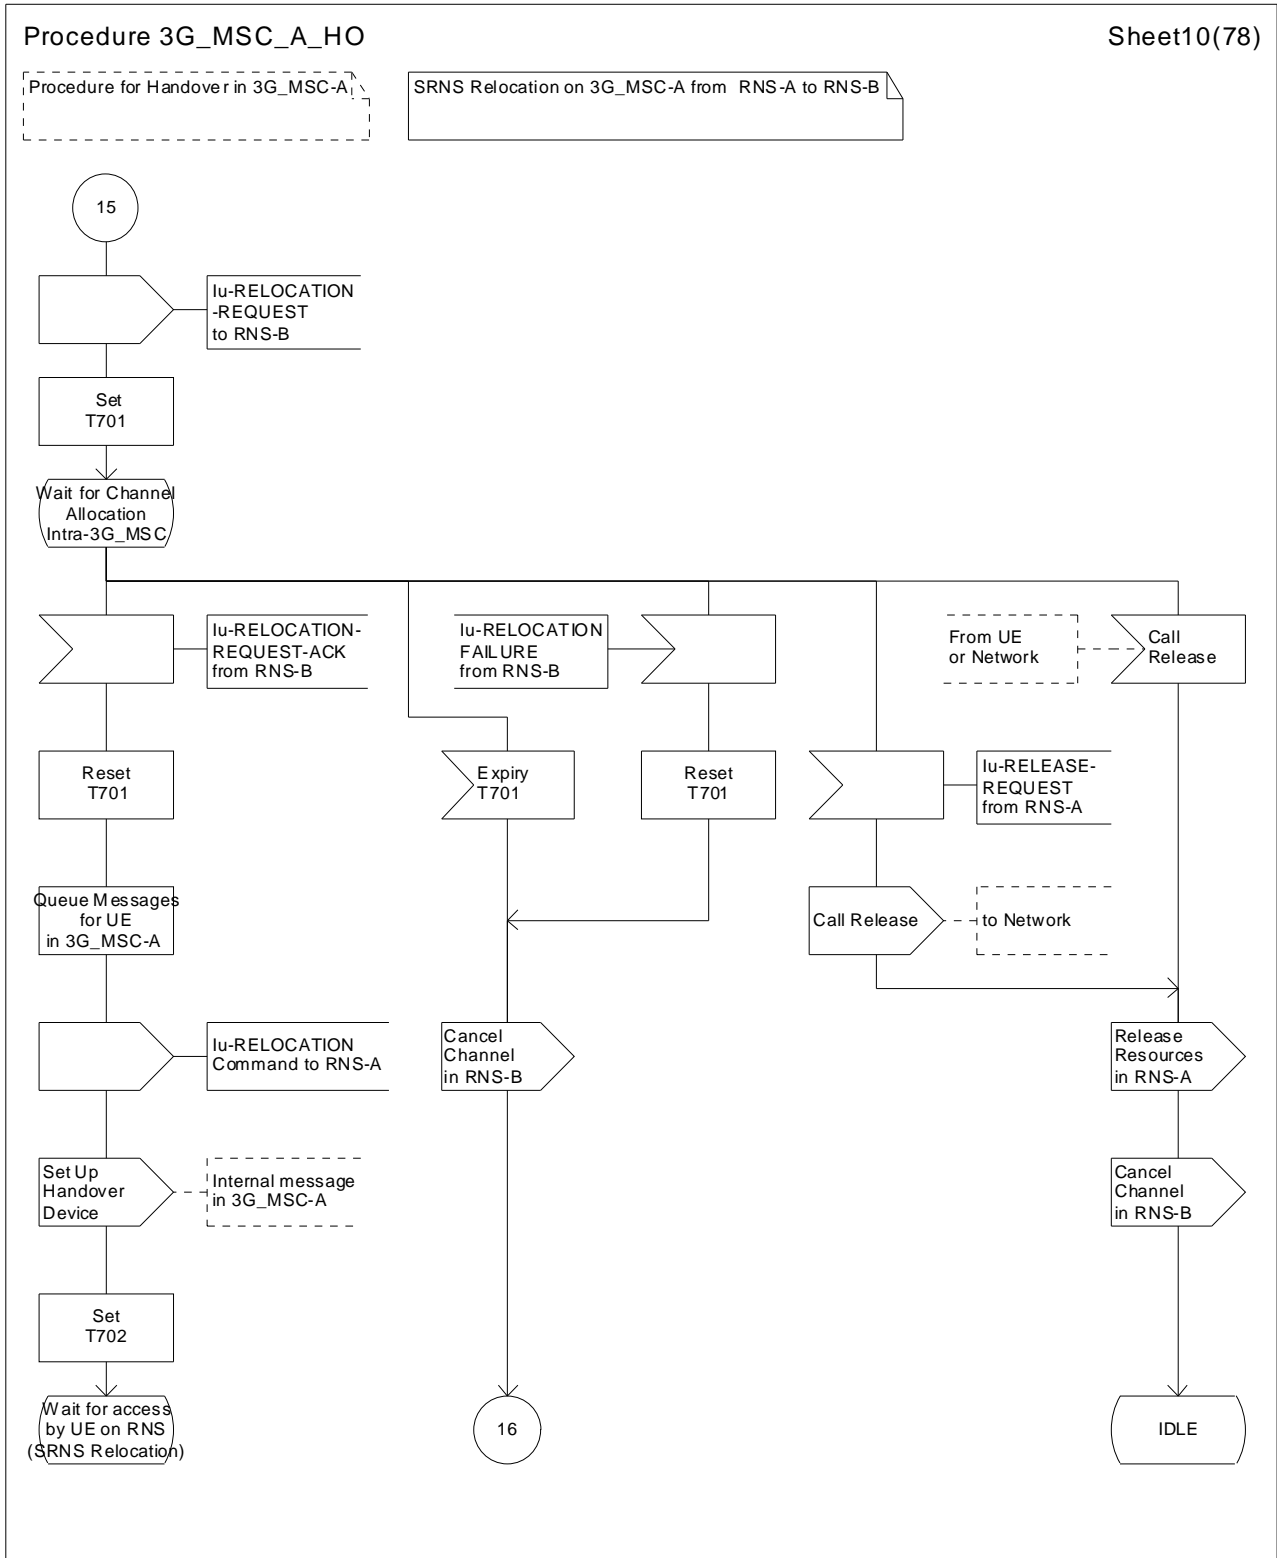 Procedure 3G_MSC_A_HO
Sheet10(78)
Procedure for Handover in 3G_MSC-A
SRNS Relocation on 3G_MSC-A from RNS-A to RNS-B
15
Iu-RELOCATION
-REQUEST
to RNS-B
Set
T701
Wait for Channel
Allocation
Intra-3G_MSC
Iu-RELOCATION-
REQUEST-ACK
from RNS-B
Iu-RELOCATION
FAILURE
from RNS-B
From UE
or Network
Call
Release
Reset
T701
Expiry
T701
Reset
T701
Iu-RELEASE-
REQUEST
from RNS-A
Queue Messages
for UE
in 3G_MSC-A
Call Release
to Network
Iu-RELOCATION
Command to RNS-A
Cancel
Channel
in RNS-B
Release
Resources
in RNS-A
Set Up
Handover
Device
Internal message
in 3G_MSC-A
Cancel
Channel
in RNS-B
Set
T702
Wait for access
by UE on RNS
(SRNS Relocation)
16
IDLE